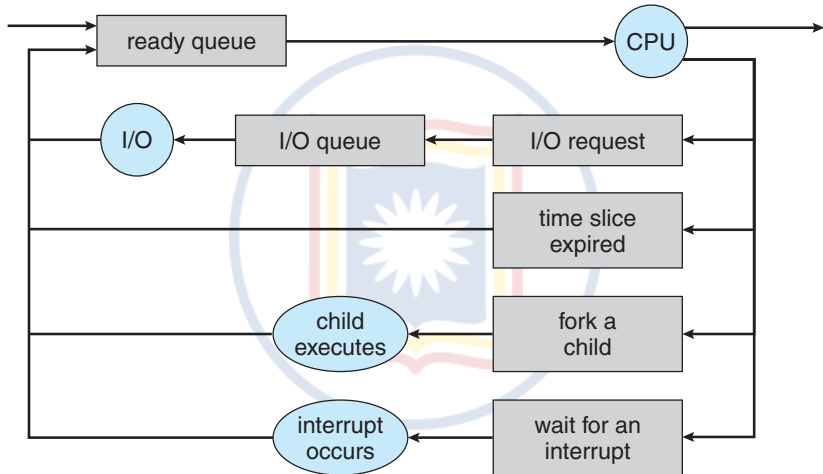 ready queue
CPU
I/O
I/O queue
I/O request
time slice
expired
child
executes
fork a
child
interrupt
occurs
wait for an
interrupt